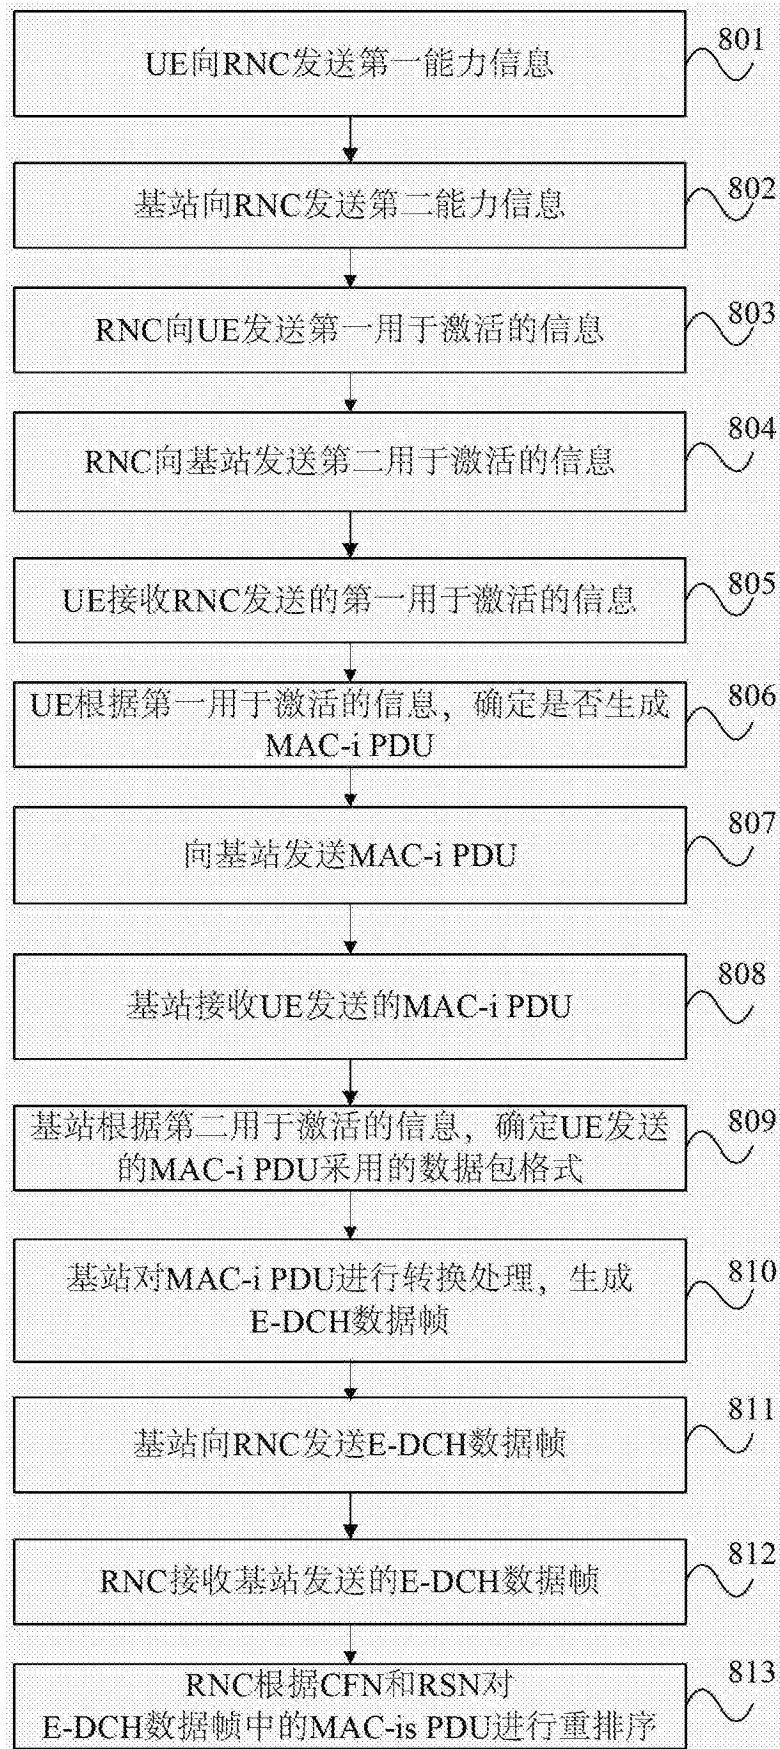 UE向RNC发送第一能力信息
801
基站向RNC发送第二能力信息
802
RNC向UE发送第一用于激活的信息
803
RNC向基站发送第二用于激活的信息
804
UE接收RNC发送的第一用于激活的信息
805
UE根据第一用于激活的信息，确定是否生成
MAC-i PDU
806
向基站发送MAC-i PDU
807
基站接收UE发送的MAC-i PDU
808
基站根据第二用于激活的信息，确定UE发送
的MAC-i PDU采用的数据包格式
809
基站对MAC-i PDU进行转换处理，生成
E-DCH数据帧
810
基站向RNC发送E-DCH数据帧
811
RNC接收基站发送的E-DCH数据帧
812
RNC根据CFN和RSN对
E-DCH数据帧中的MAC-is PDU进行重排序
813